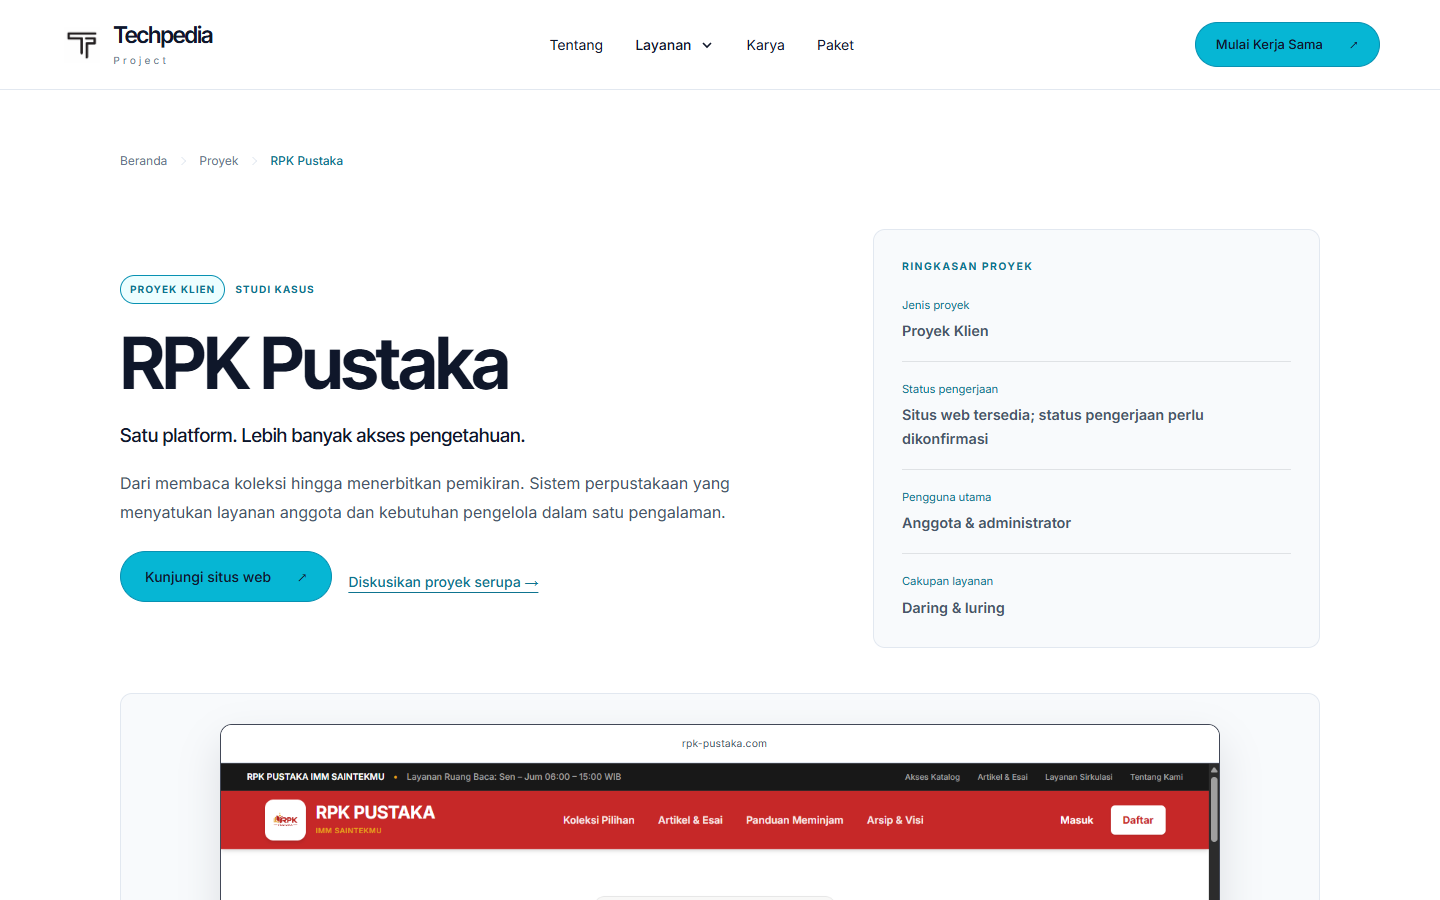 Techpedia
Project
Tentang
Layanan
Karya
Paket
Mulai Kerja Sama ↗
Beranda > Proyek > RPK Pustaka
PROYEK KLIEN
STUDI KASUS
RPK Pustaka
Satu platform. Lebih banyak akses pengetahuan.
Dari membaca koleksi hingga menerbitkan pemikiran. Sistem perpustakaan yang
menyatukan layanan anggota dan kebutuhan pengelola dalam satu pengalaman.
Kunjungi situs web ↗
Diskusikan proyek serupa →
RINGKASAN PROYEK
Jenis proyek
Proyek Klien
Status pengerjaan
Situs web tersedia; status pengerjaan perlu
dikonfirmasi
Pengguna utama
Anggota & administrator
Cakupan layanan
Daring & luring
rpk-pustaka.com
RPK PUSTAKA IMM SAINTEKMU • Layanan Ruang Baca: Sen – Jum 06:00 – 15:00 WIB
Akses Katalog
Artikel & Esai
Layanan Sirkulasi
Tentang Kami
RPK
RPK PUSTAKA
IMM SAINTEKMU
Koleksi Pilihan
Artikel & Esai
Panduan Meminjam
Arsip & Visi
Masuk
Daftar